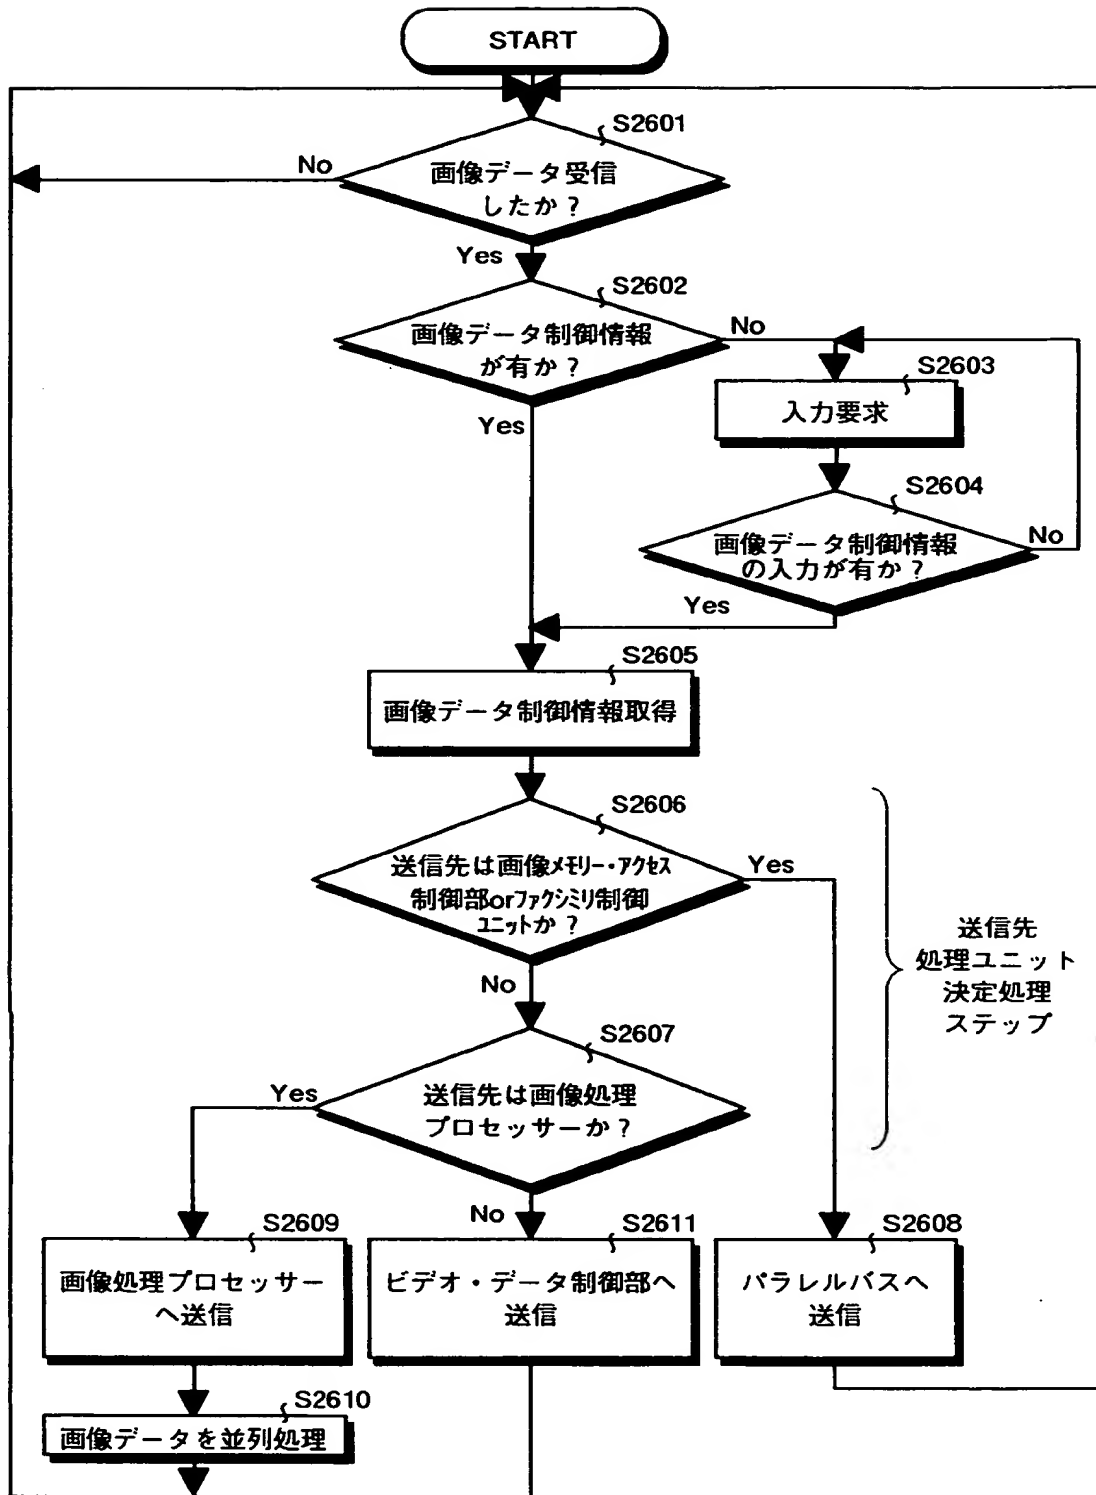 START
S2601
No
画像データ受信
したか？
Yes
S2602
画像データ制御情報
が有か？
No
Yes
S2603
入力要求
S2604
画像データ制御情報
の入力が有か？
No
Yes
S2605
画像データ制御情報取得
S2606
送信先は画像メモリー・アクセス
制御部orファクシミリ制御
ユニットか？
Yes
No
送信先
処理ユニット
決定処理
ステップ
S2607
送信先は画像処理
プロセッサーか？
Yes
No
S2609
画像処理プロセッサー
へ送信
S2611
ビデオ・データ制御部へ
送信
S2608
パラレルバスへ
送信
S2610
画像データを並列処理